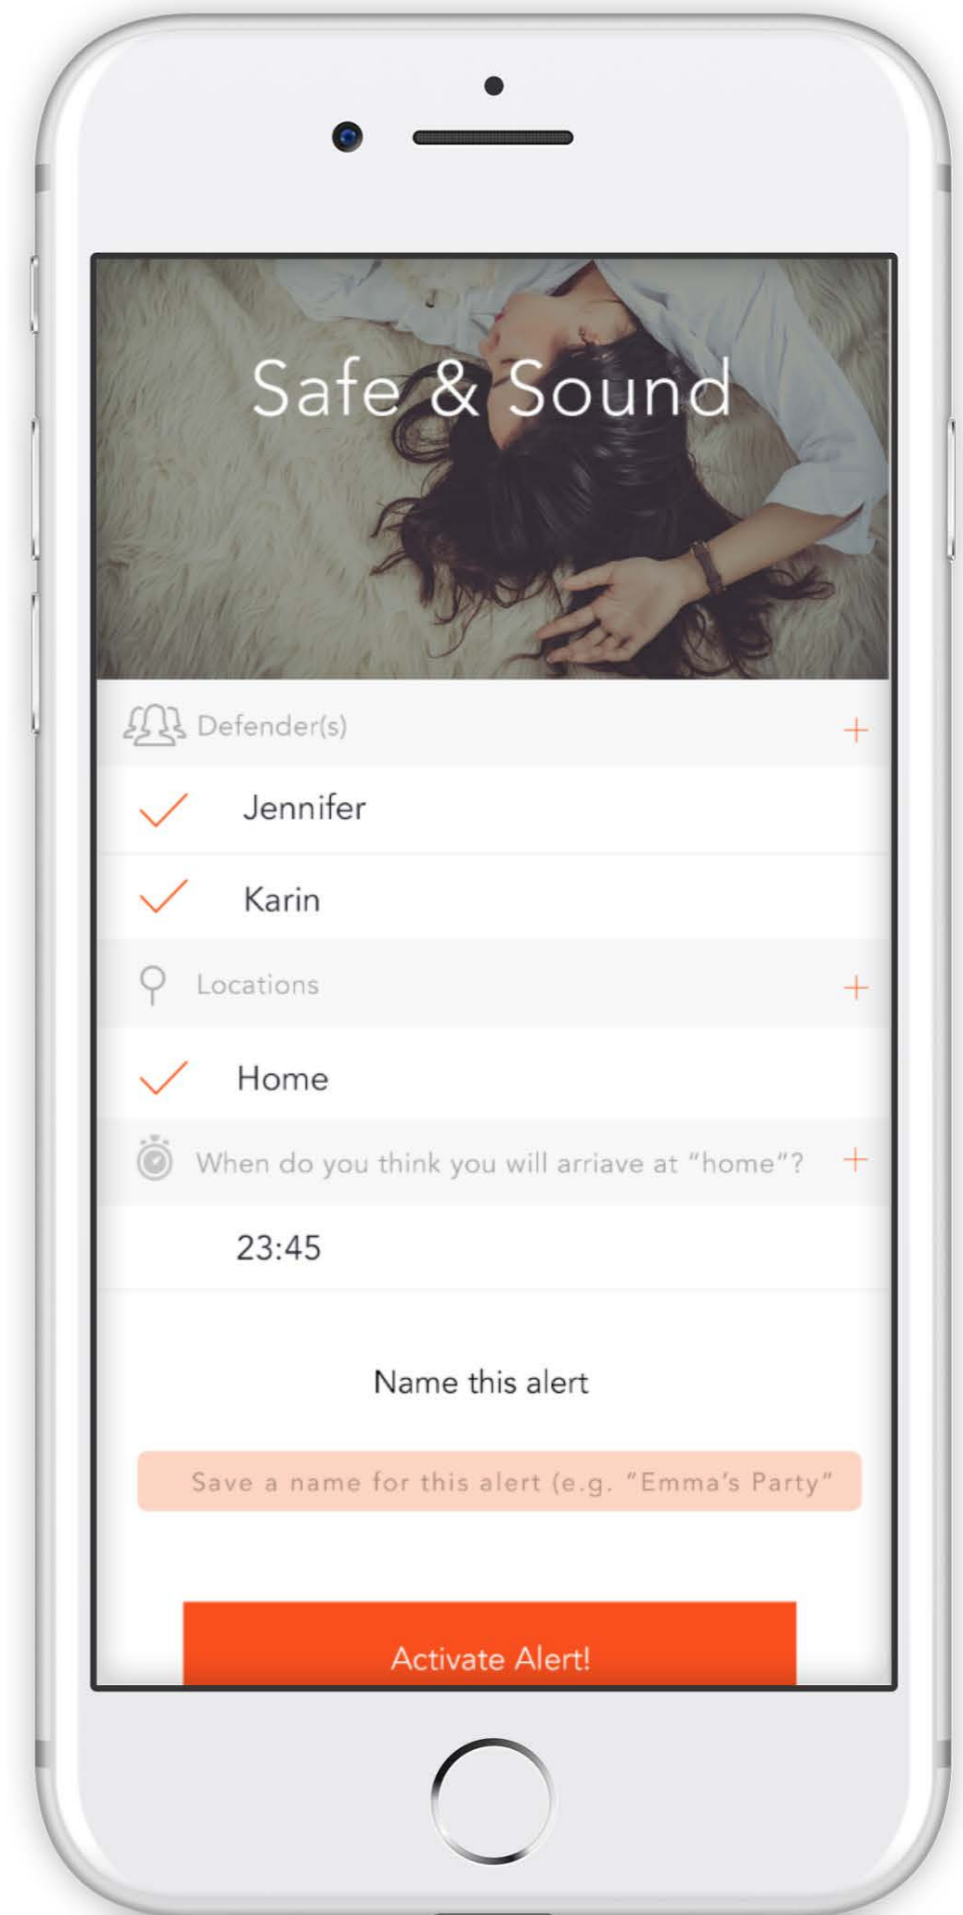 Safe & Sound
Defender(s)
Jennifer
Karin
Locations
Home
When do you think you will arriave at “home”?
23:45
Name this alert
Save a name for this alert (e.g. “Emma’s Party”
Activate Alert!